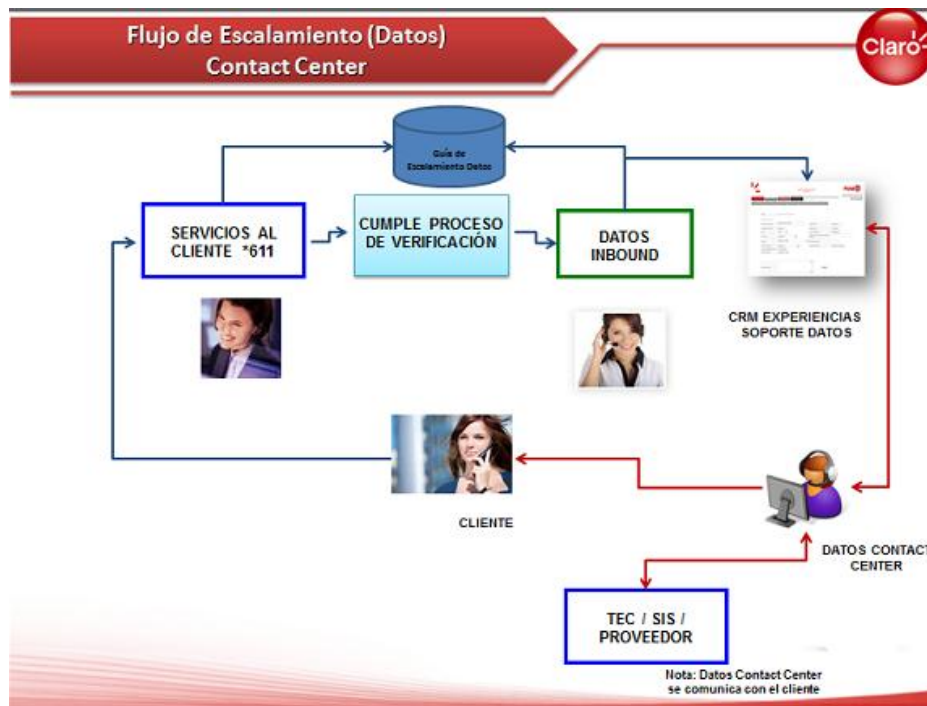 Flujo de Escalamiento (Datos)
Contact Center
Claro
Guía de
Escalamiento Datos
SERVICIOS AL
CLIENTE *611
CUMPLE PROCESO
DE VERIFICACIÓN
DATOS
INBOUND
CRM EXPERIENCIAS
SOPORTE DATOS
CLIENTE
DATOS CONTACT
CENTER
TEC / SIS /
PROVEEDOR
Nota: Datos Contact Center
se comunica con el cliente